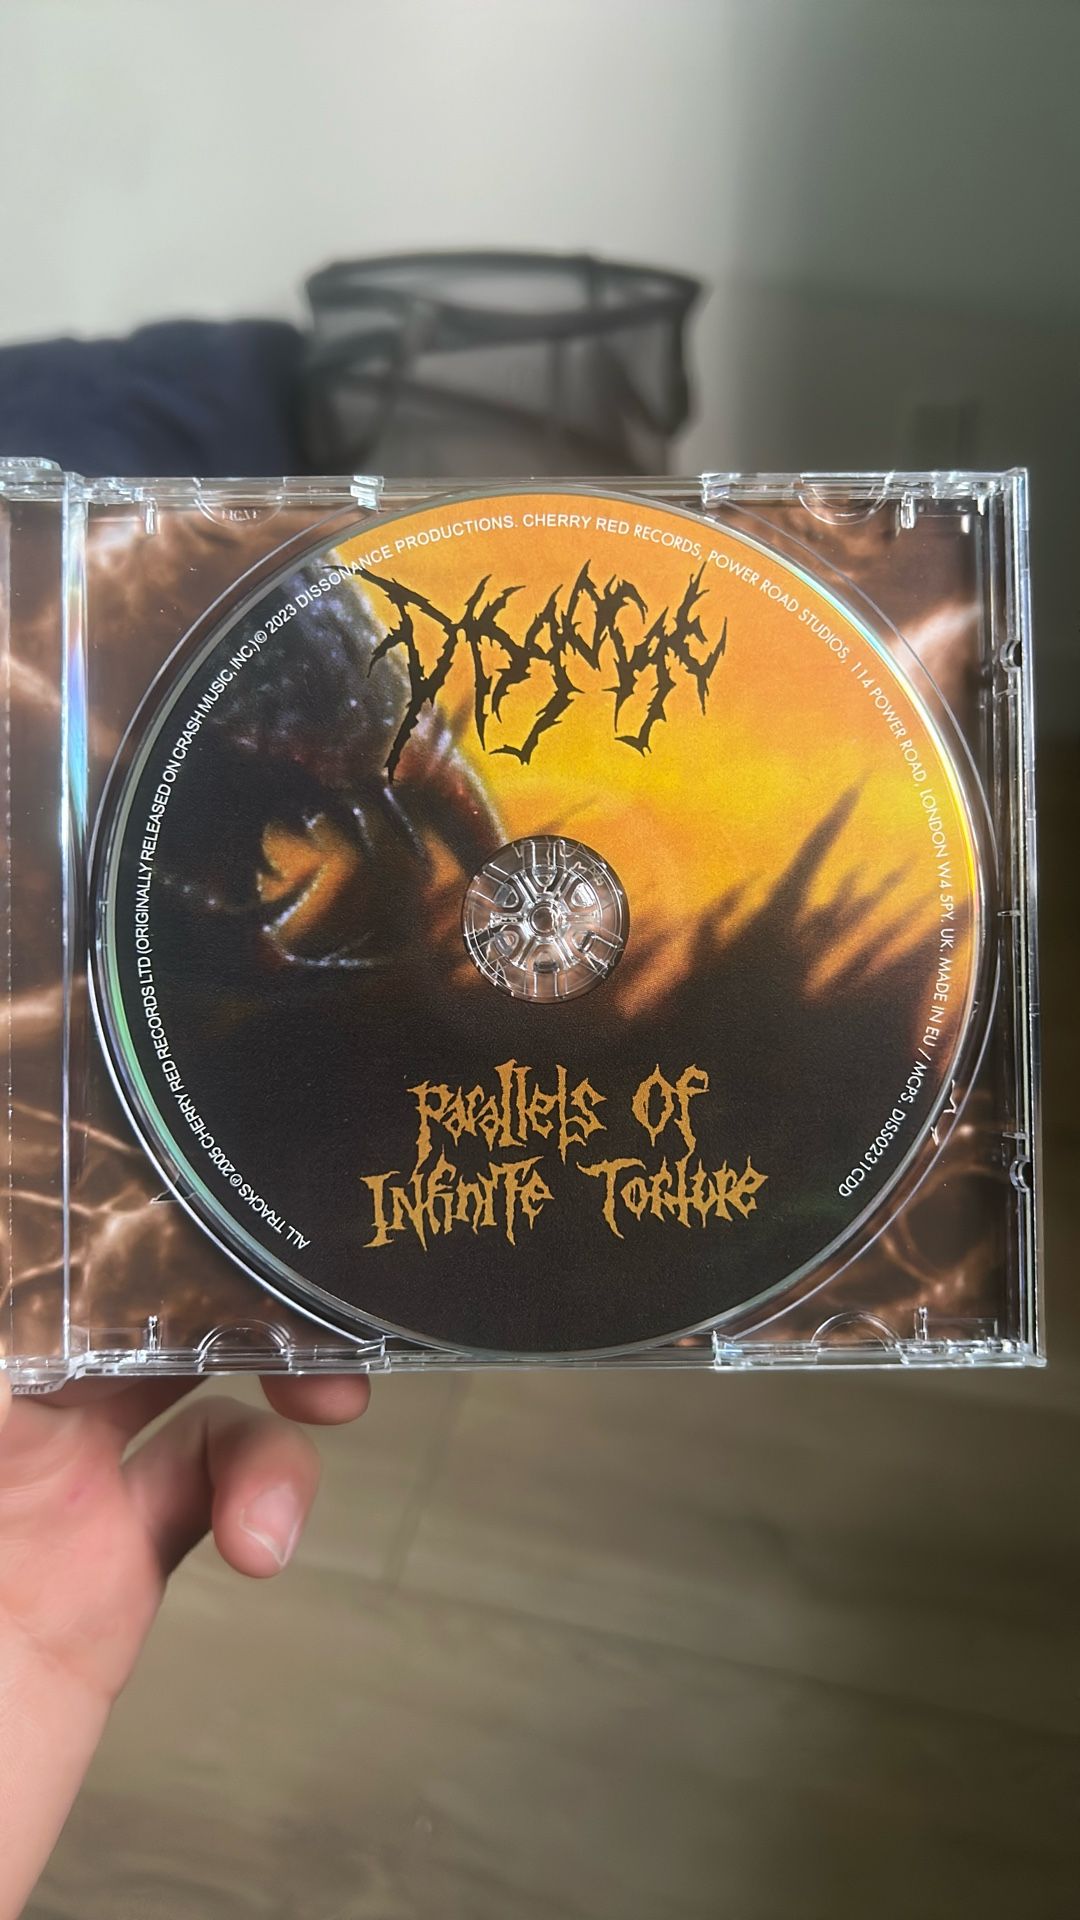 Disgorge
Parallels Of
Infinite Torture
ALL TRACKS ℗ 2005 CHERRY RED RECORDS LTD (ORIGINALLY RELEASED ON CRASH MUSIC, INC.) © 2023 DISSONANCE PRODUCTIONS. CHERRY RED RECORDS, POWER ROAD STUDIOS, 114 POWER ROAD, LONDON W4 5PY, UK. MADE IN EU / MCPS. DISS0231CDD